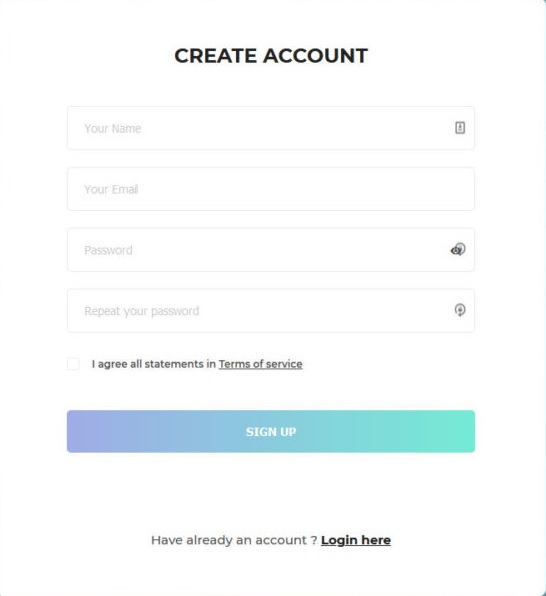 CREATE ACCOUNT
Your Name
Your Email
Password
Repeat your password
I agree all statements in Terms of service
SIGN UP
Have already an account ? Login here